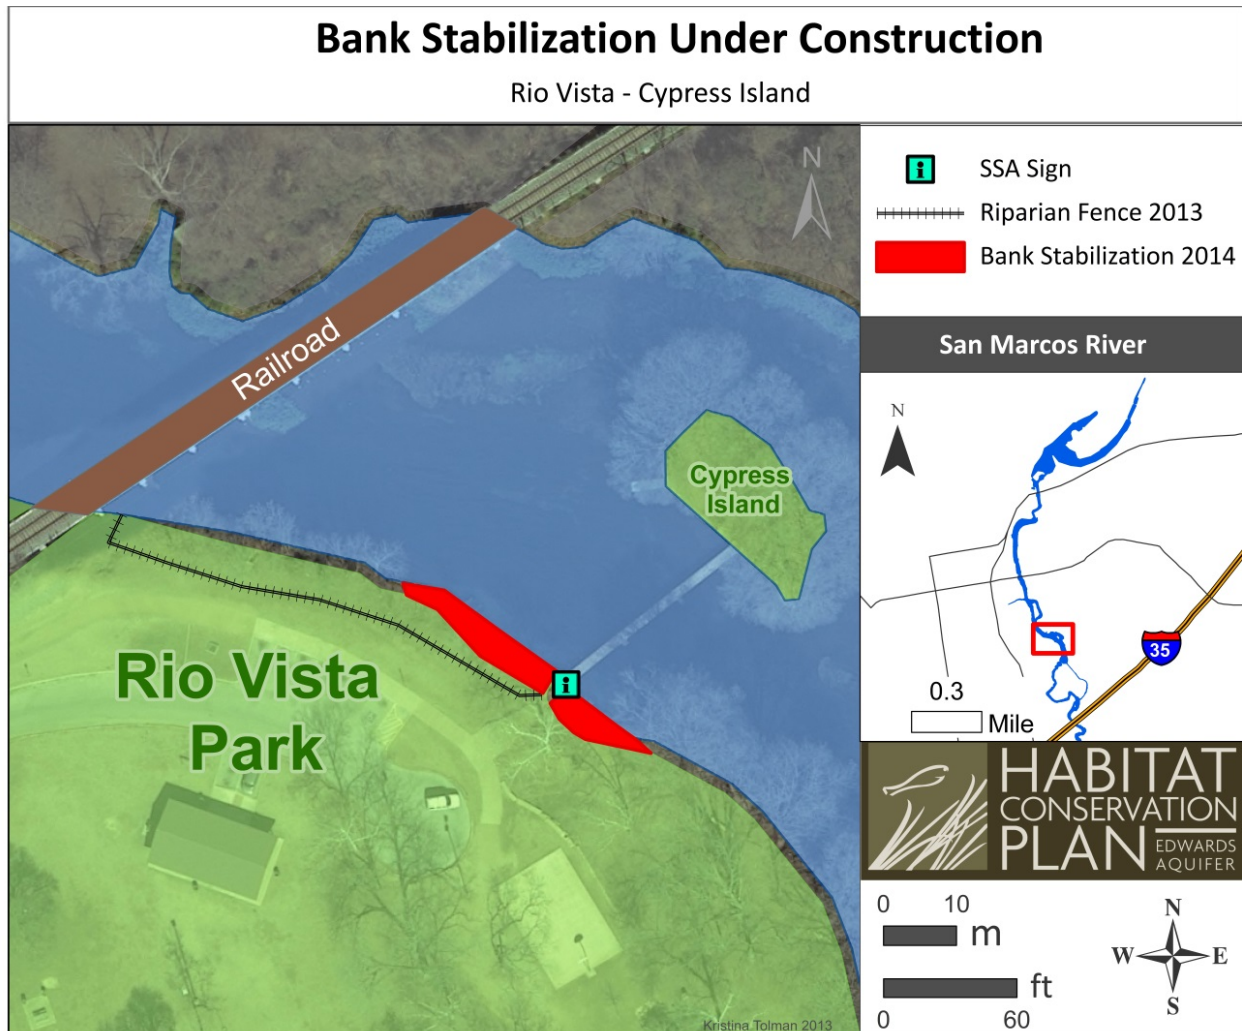 Bank Stabilization Under Construction
Rio Vista - Cypress Island
N
Railroad
Cypress
Island
Rio Vista
Park
Kristina Tolman 2013
i
SSA Sign
Riparian Fence 2013
Bank Stabilization 2014
i
San Marcos River
N
35
0.3
Mile
HABITAT
CONSERVATION
PLAN
EDWARDS
AQUIFER
0 10
m
ft
0 60
N
W E
S